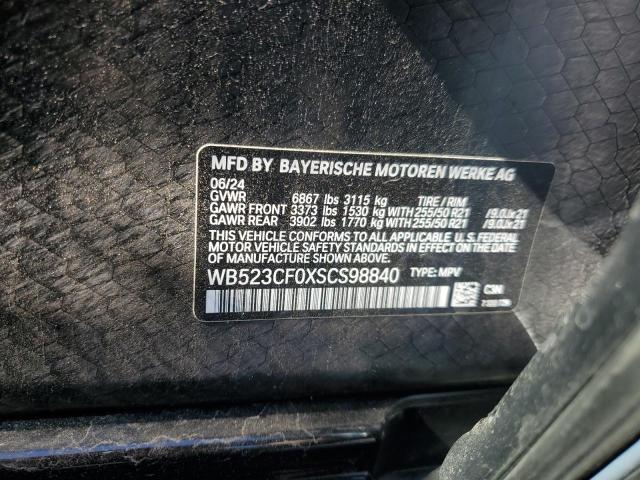 MFD BY BAYERISCHE MOTOREN WERKE AG
06/24
GVWR 6867 lbs 3115 kg TIRE / RIM
GAWR FRONT 3373 lbs 1530 kg WITH 255/50 R21 /9.0Jx21
GAWR REAR 3902 lbs 1770 kg WITH 255/50 R21 /9.0Jx21
THIS VEHICLE CONFORMS TO ALL APPLICABLE U.S. FEDERAL
MOTOR VEHICLE SAFETY STANDARDS IN EFFECT ON THE DATE
OF MANUFACTURE SHOWN ABOVE.
WB523CF0XSCS98840 TYPE: MPV
C3N